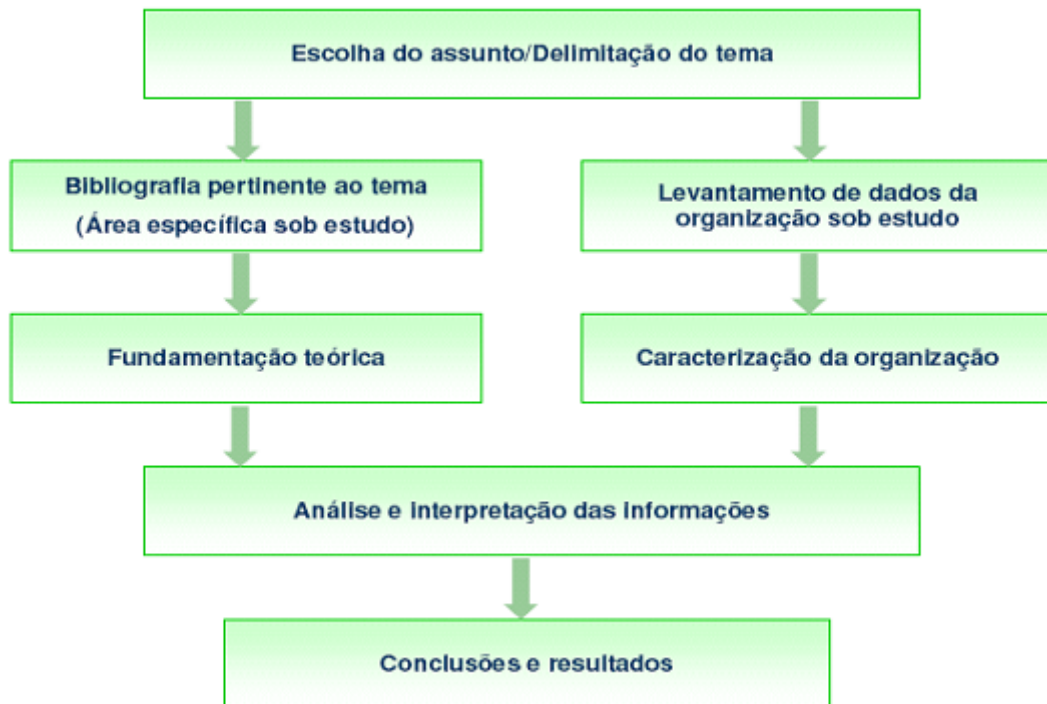 Escolha do assunto/Delimitação do tema
Bibliografia pertinente ao tema
(Área específica sob estudo)
Levantamento de dados da
organização sob estudo
Fundamentação teórica
Caracterização da organização
Análise e interpretação das informações
Conclusões e resultados